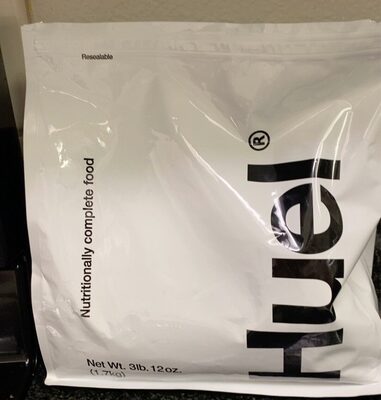 Resealable
Nutritionally complete food
Huel®
Net Wt. 3lb. 12oz.
(1.7kg)